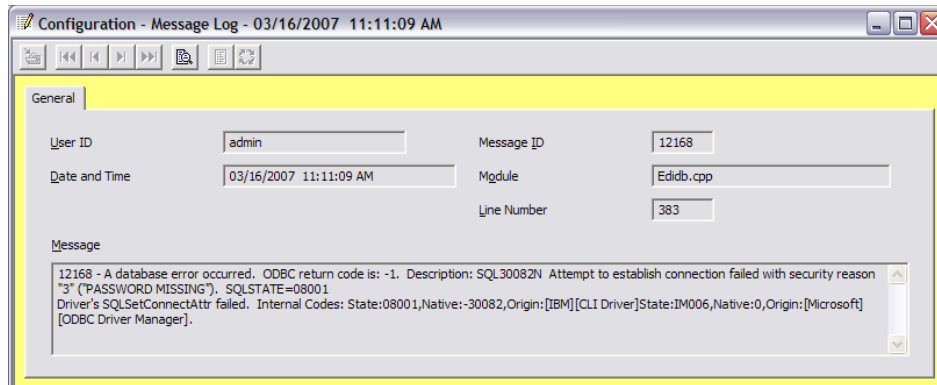 Configuration - Message Log - 03/16/2007 11:11:09 AM
General
User ID
admin
Message ID
12168
Date and Time
03/16/2007 11:11:09 AM
Module
Edidb.cpp
Line Number
383
Message
12168 - A database error occurred. ODBC return code is: -1. Description: SQL30082N Attempt to establish connection failed with security reason
"3" ("PASSWORD MISSING"). SQLSTATE=08001
Driver's SQLSetConnectAttr failed. Internal Codes: State:08001,Native:-30082,Origin:[IBM][CLI Driver]State:IM006,Native:0,Origin:[Microsoft]
[ODBC Driver Manager].